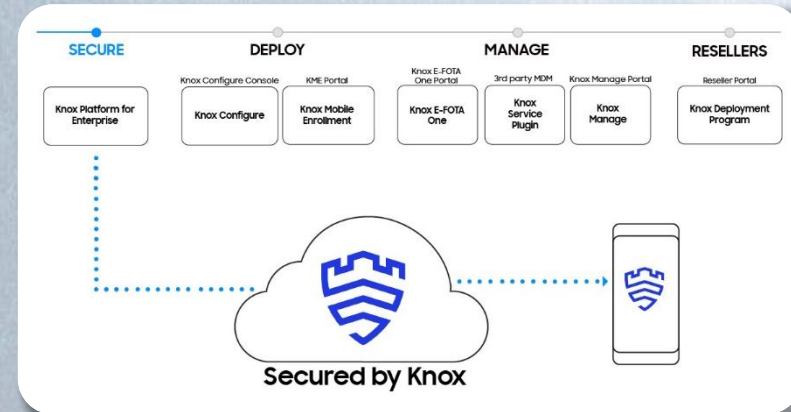 SECURE
DEPLOY
MANAGE
RESELLERS
Knox Configure Console
KME Portal
Knox E-FOTA
One Portal
3rd party MDM
Knox Manage Portal
Reseller Portal
Knox Platform for
Enterprise
Knox Configure
Knox Mobile
Enrollment
Knox E-FOTA
One
Knox
Service
Plugin
Knox
Manage
Knox Deployment
Program
Secured by Knox